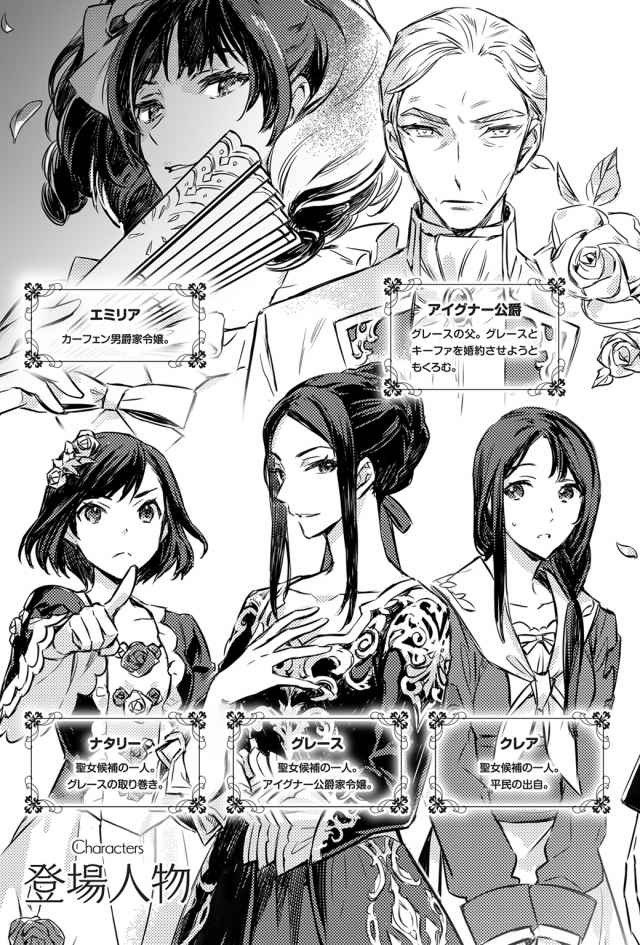 エミリア
カーフェン男爵家令嬢。
アイグナー公爵
グレースの父。グレースと
キーファを婚約させようと
もくろむ。
ナタリー
聖女候補の一人。
グレースの取り巻き。
グレース
聖女候補の一人。
アイグナー公爵家令嬢。
クレア
聖女候補の一人。
平民の出自。
Characters
登場人物